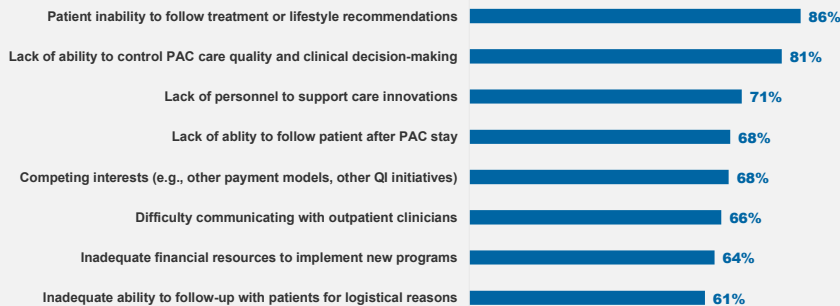 Patient inability to follow treatment or lifestyle recommendations 86%
Lack of ability to control PAC care quality and clinical decision-making 81%
Lack of personnel to support care innovations 71%
Lack of ablity to follow patient after PAC stay 68%
Competing interests (e.g., other payment models, other QI initiatives) 68%
Difficulty communicating with outpatient clinicians 66%
Inadequate financial resources to implement new programs 64%
Inadequate ability to follow-up with patients for logistical reasons 61%